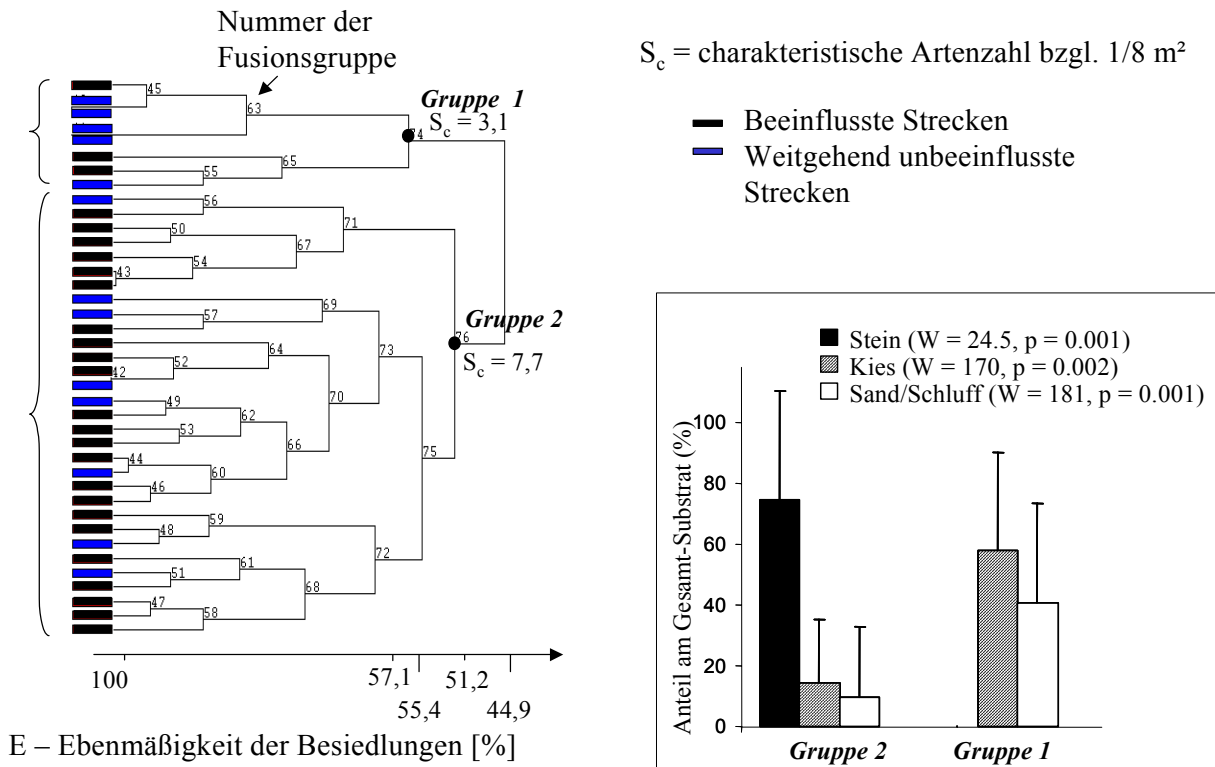 Nummer der
Fusionsgruppe
S_c = charakteristische Artenzahl bzgl. 1/8 m²
Beeinflusste Strecken
Weitgehend unbeeinflusste
Strecken
45
63
Gruppe 1
S_c = 3,1
74
65
55
56
71
50
67
54
43
69
57
Gruppe 2
76
S_c = 7,7
64
73
52
42
70
49
62
53
66
75
44
60
46
59
48
72
61
51
68
47
58
100
57,1
51,2
55,4
44,9
E – Ebenmäßigkeit der Besiedlungen [%]
Stein (W = 24.5, p = 0.001)
Kies (W = 170, p = 0.002)
Sand/Schluff (W = 181, p = 0.001)
Anteil am Gesamt-Substrat (%)
100
80
60
40
20
0
Gruppe 2
Gruppe 1